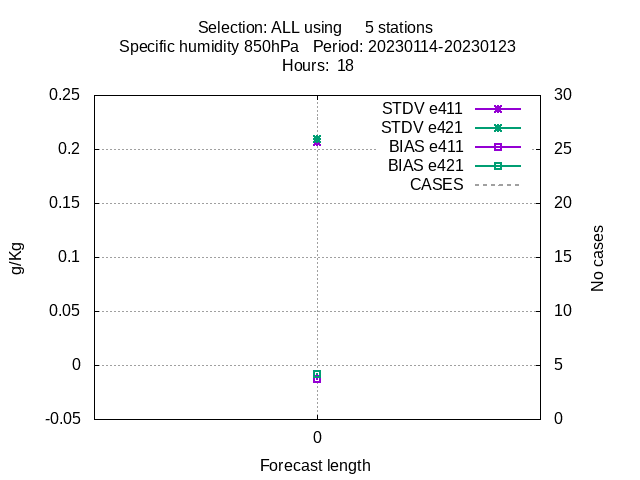 Selection: ALL using 5 stations
Specific humidity 850hPa Period: 20230114-20230123
Hours: 18
0.25
0.2
0.15
0.1
0.05
0
-0.05
30
25
20
15
10
5
0
STDV e411
STDV e421
BIAS e411
BIAS e421
CASES
g/Kg
No cases
0
Forecast length